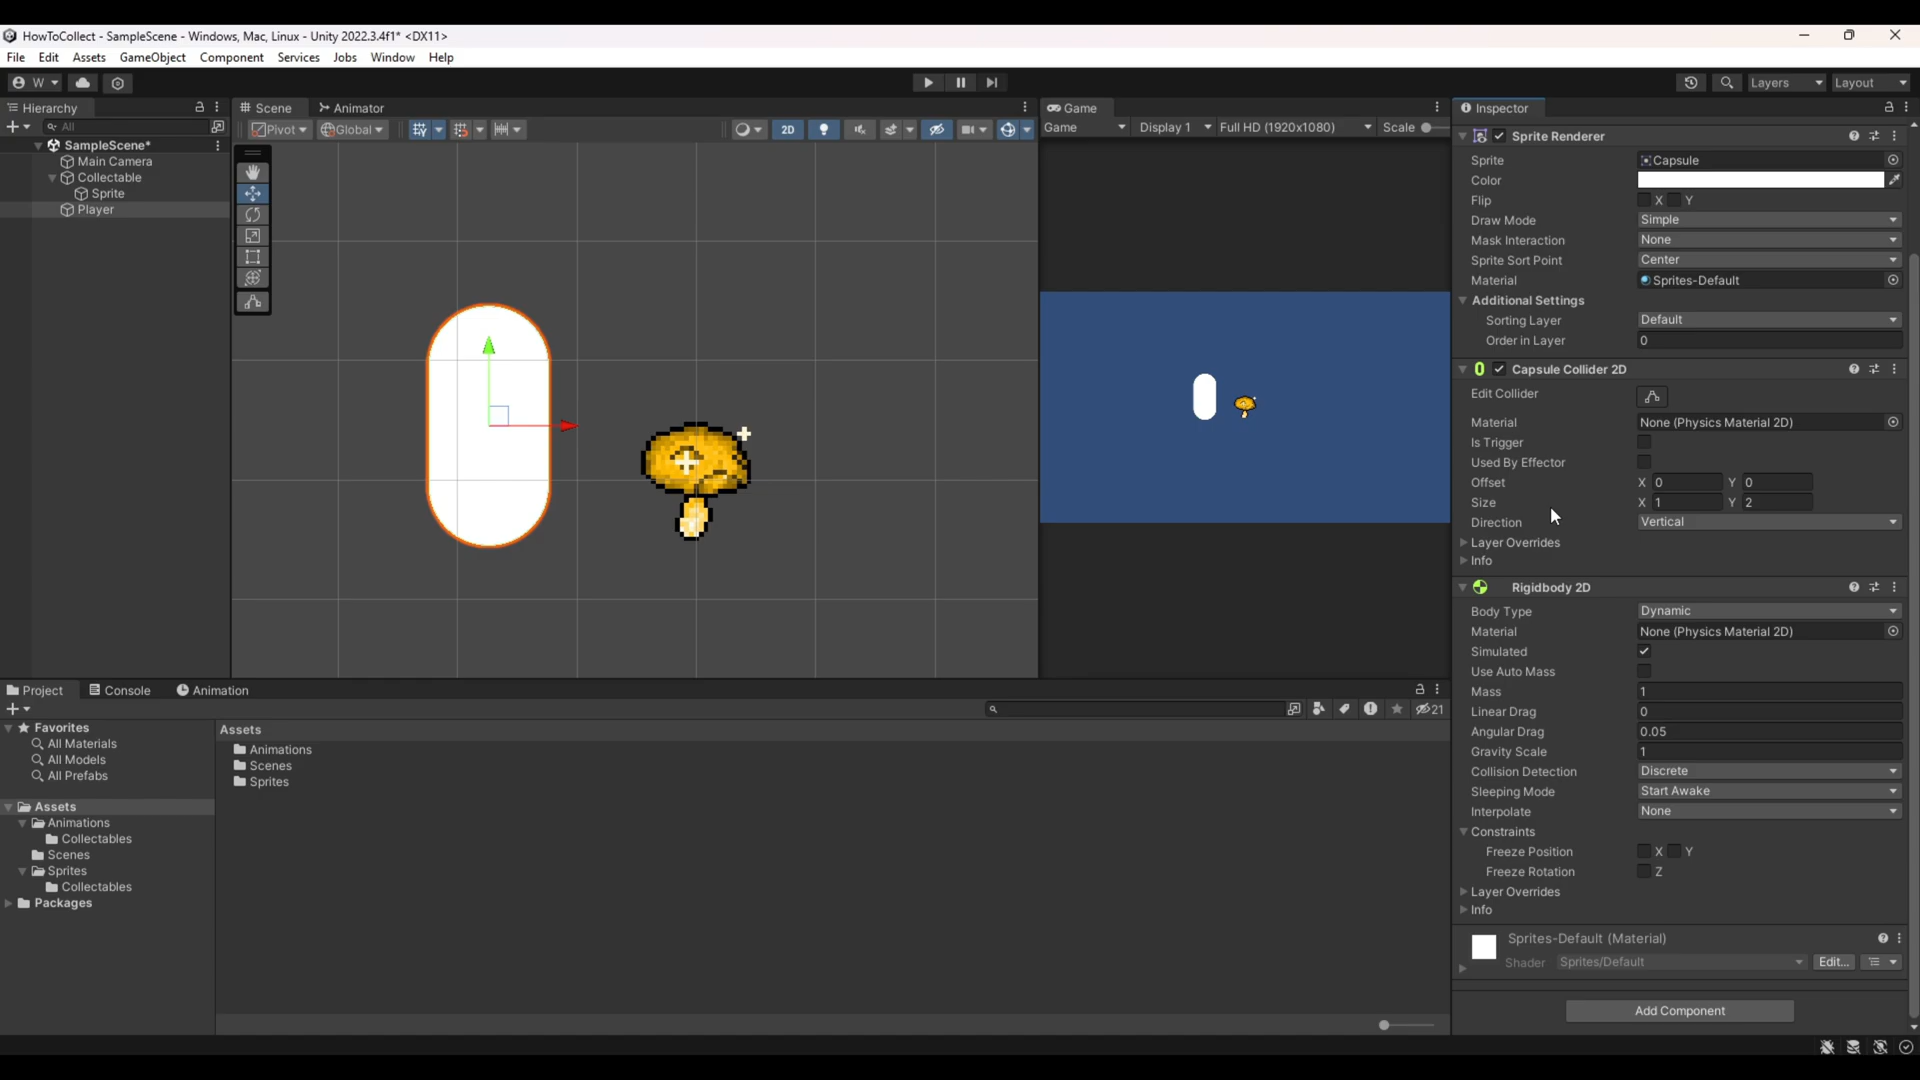 HowToCollect - SampleScene - Windows, Mac, Linux - Unity 2022.3.4f1* <DX11>
File Edit Assets GameObject Component Services Jobs Window Help
W Layers Layout
Hierarchy
All
SampleScene*
Main Camera
Collectable
Sprite
Player
Scene Animator
Pivot Global 2D
Game
Game Display 1 Full HD (1920x1080) Scale
Inspector
Sprite Renderer
Sprite Capsule
Color
Flip X Y
Draw Mode Simple
Mask Interaction None
Sprite Sort Point Center
Material Sprites-Default
Additional Settings
Sorting Layer Default
Order in Layer 0
Capsule Collider 2D
Edit Collider
Material None (Physics Material 2D)
Is Trigger
Used By Effector
Offset X 0 Y 0
Size X 1 Y 2
Direction Vertical
Layer Overrides
Info
Rigidbody 2D
Body Type Dynamic
Material None (Physics Material 2D)
Simulated
Use Auto Mass
Mass 1
Linear Drag 0
Angular Drag 0.05
Gravity Scale 1
Collision Detection Discrete
Sleeping Mode Start Awake
Interpolate None
Constraints
Freeze Position X Y
Freeze Rotation Z
Layer Overrides
Info
Sprites-Default (Material)
Shader Sprites/Default Edit...
Add Component
Project Console Animation
21
Favorites
All Materials
All Models
All Prefabs
Assets
Animations
Collectables
Scenes
Sprites
Collectables
Packages
Assets
Animations
Scenes
Sprites